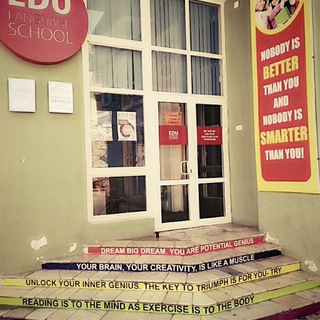 EDU
LANGUAGE
SCHOOL
NOBODY IS
BETTER
THAN YOU
AND
NOBODY IS
SMARTER
THAN YOU!
EDU
DREAM BIG DREAM. YOU ARE POTENTIAL GENIUS
YOUR BRAIN, YOUR CREATIVITY, IS LIKE A MUSCLE
UNLOCK YOUR INNER GENIUS. THE KEY TO TRIUMPH IS FOR YOU. TRY
READING IS TO THE MIND AS EXERCISE IS TO THE BODY